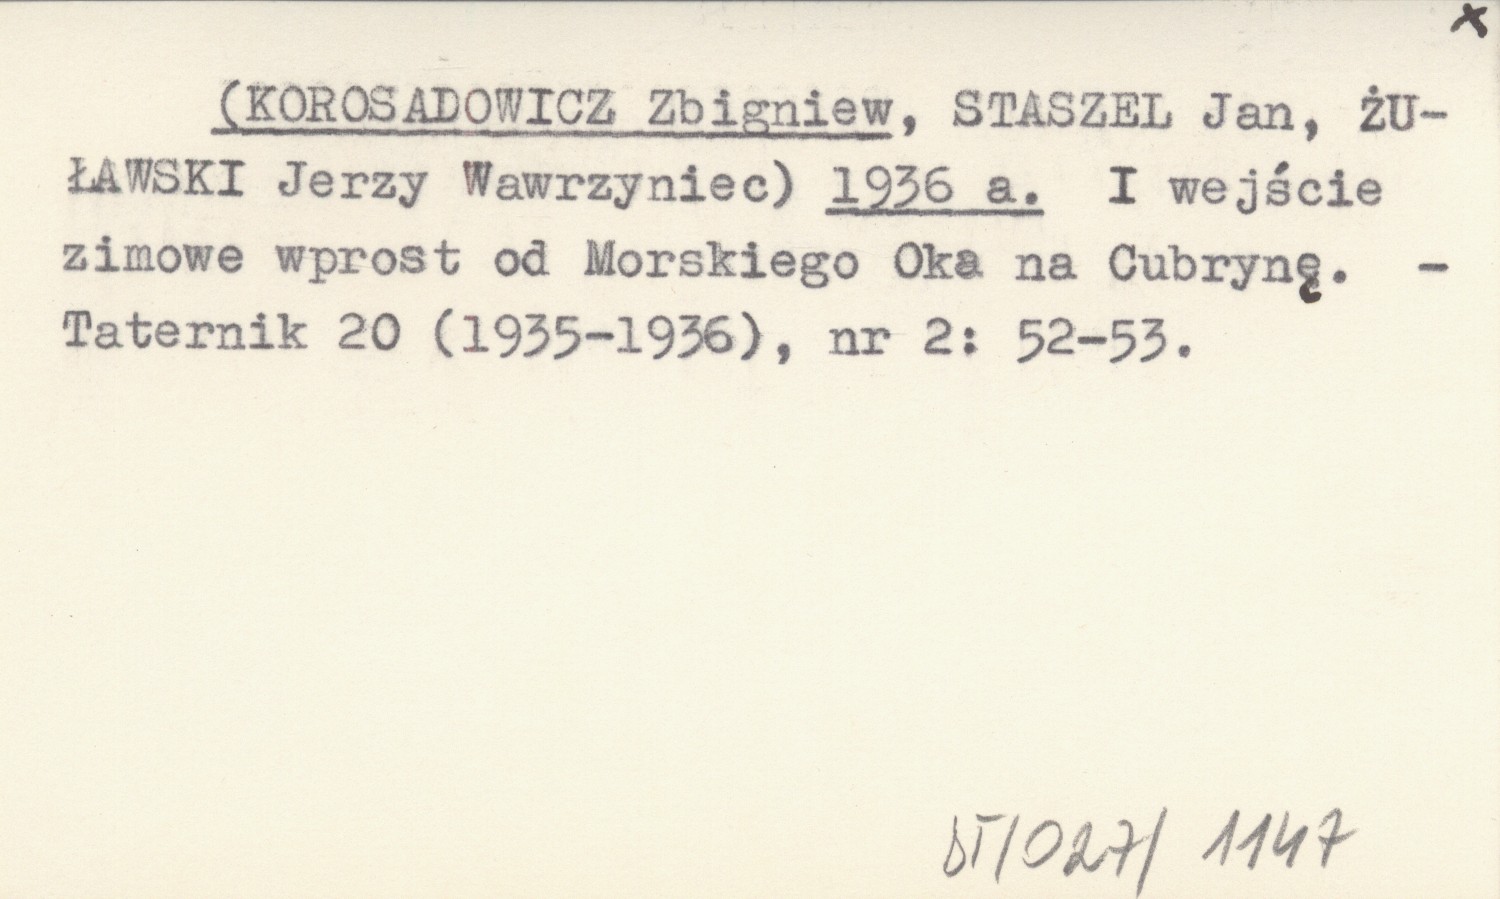 x
(KOROSADOWICZ Zbigniew, STASZEL Jan, ŻU-
ŁAWSKI Jerzy Wawrzyniec) 1936 a. I wejście
zimowe wprost od Morskiego Oka na Cubrynę. -
Taternik 20 (1935-1936), nr 2: 52-53.
bT/027/ 1147